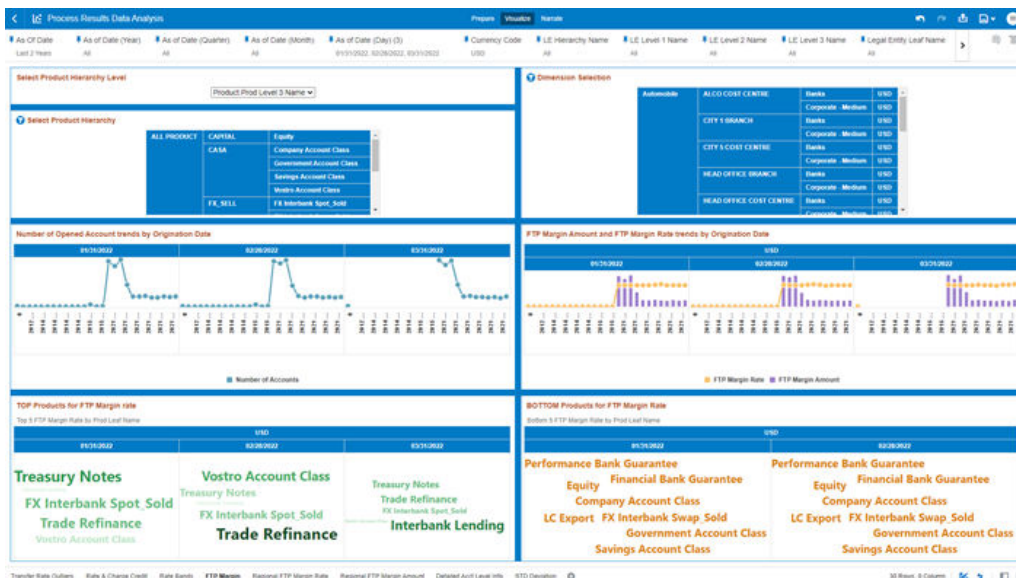 Process Results Data Analysis
Prepare Visualize Narrate
As Of Date As of Date (Year) As of Date (Quarter) As of Date (Month) As of Date (Day) (3) Currency Code LE Hierarchy Name LE Level 1 Name LE Level 2 Name LE Level 3 Name Legal Entity Leaf Name
Last 2 Years All All All 01/31/2022, 02/28/2022, 03/31/2022 USD All All All All All
Select Product Hierarchy Level
Product Prod Level 3 Name
Select Product Hierarchy
ALL PRODUCT CAPITAL Equity
CASA Company Account Class
Government Account Class
Savings Account Class
Vostro Account Class
FX_SELL FX Interbank Spot_Sold
Dimension Selection
Automobile ALCO COST CENTRE Banks USD
Corporate - Medium USD
CITY 1 BRANCH Banks USD
Corporate - Medium USD
CITY 5 COST CENTRE Banks USD
Corporate - Medium USD
HEAD OFFICE BRANCH Banks USD
Corporate - Medium USD
HEAD OFFICE COST CENTRE Banks USD
Corporate - Medium USD
Number of Opened Account trends by Origination Date
01/31/2022 02/28/2022 03/31/2022
Number of Accounts
FTP Margin Amount and FTP Margin Rate trends by Origination Date
USD
01/31/2022 02/28/2022 03/31/2022
FTP Margin Rate FTP Margin Amount
TOP Products for FTP Margin rate
Top 5 FTP Margin Rate by Prod Leaf Name
USD
01/31/2022 02/28/2022 03/31/2022
Treasury Notes
FX Interbank Spot_Sold
Trade Refinance
Vostro Account Class
Vostro Account Class
Treasury Notes
FX Interbank Spot_Sold
Trade Refinance
Treasury Notes
Trade Refinance
FX Interbank Spot_Sold
Interbank Lending
BOTTOM Products for FTP Margin Rate
Bottom 5 FTP Margin Rate by Prod Leaf Name
USD
01/31/2022 02/28/2022
Performance Bank Guarantee
Equity Financial Bank Guarantee
Company Account Class
LC Export FX Interbank Swap_Sold
Government Account Class
Savings Account Class
Performance Bank Guarantee
Equity Financial Bank Guarantee
Company Account Class
LC Export FX Interbank Swap_Sold
Government Account Class
Savings Account Class
Transfer Rate Outliers Rate & Charge Credit Rate Bands FTP Margin Regional FTP Margin Rate Regional FTP Margin Amount Detailed Acct Level Info STD Deviation
30 Rows, 0 Column